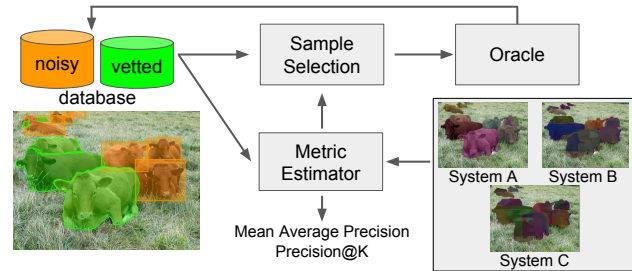 noisy
vetted
database
Sample
Selection
Oracle
Metric
Estimator
Mean Average Precision
Precision@K
System A
System B
System C